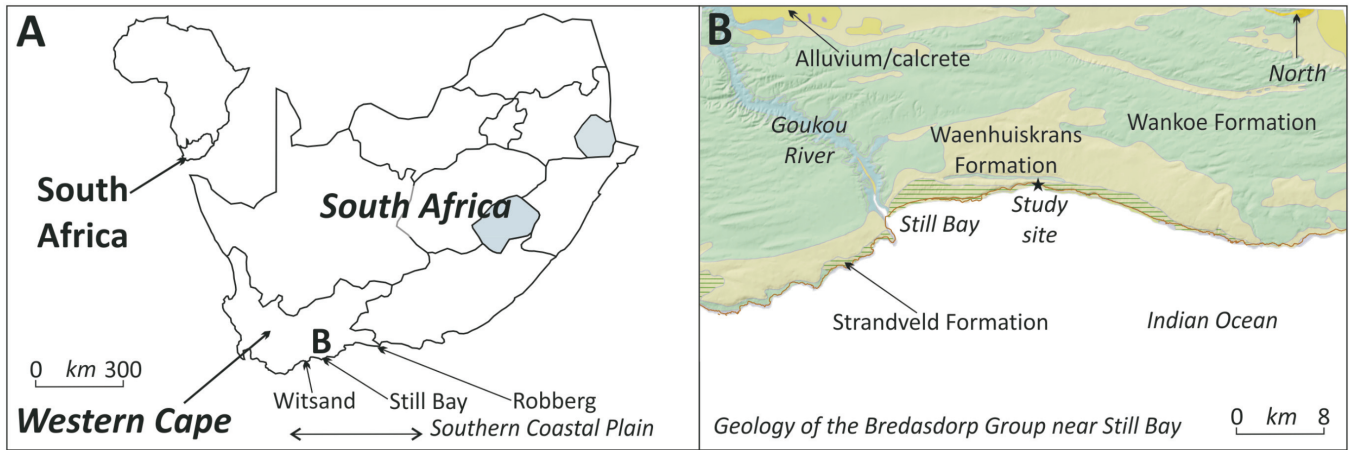 A
South
Africa
South Africa
B
0 km 300
Western Cape
Witsand
Still Bay
Robberg
Southern Coastal Plain
B
Alluvium/calcrete
North
Goukou
River
Waenhuiskrans
Formation
Wankoe Formation
Still Bay
Study
site
Strandveld Formation
Indian Ocean
Geology of the Bredasdorp Group near Still Bay
0 km 8